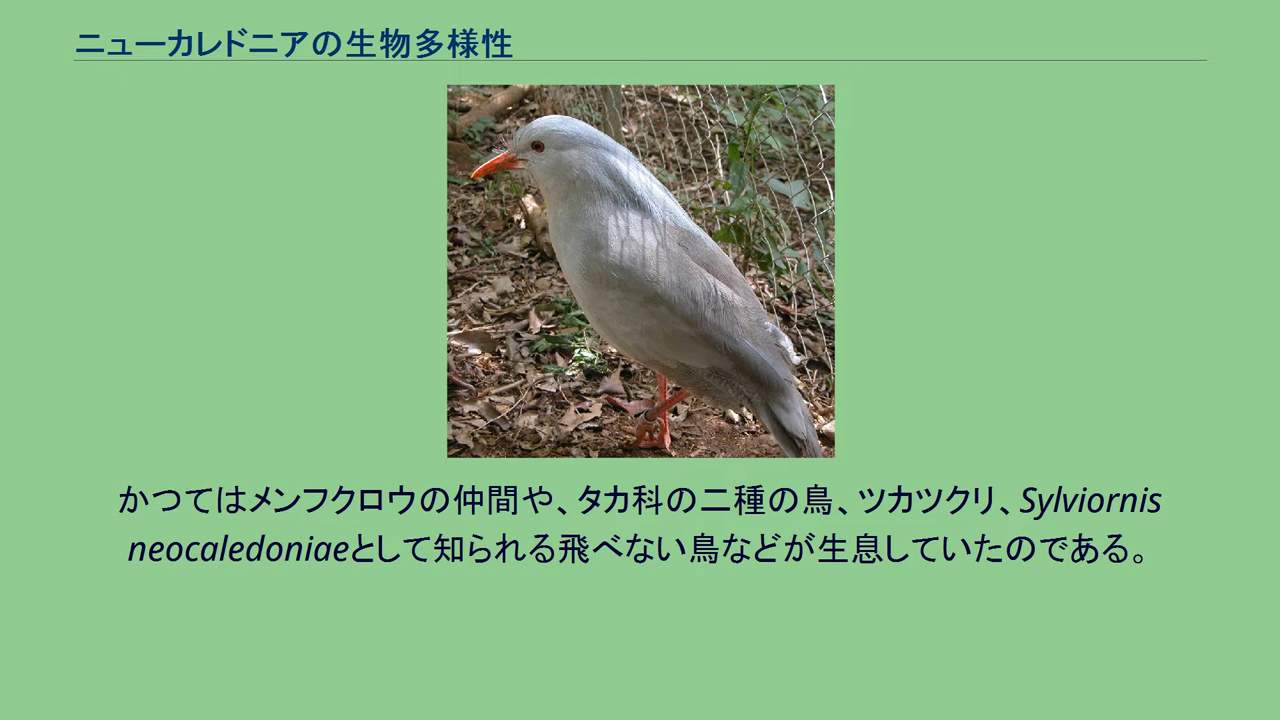 ニューカレドニアの生物多様性
かつてはメンフクロウの仲間や、タカ科の二種の鳥、ツカツクリ、Sylviornis
neocaledoniaeとして知られる飛べない鳥などが生息していたのである。